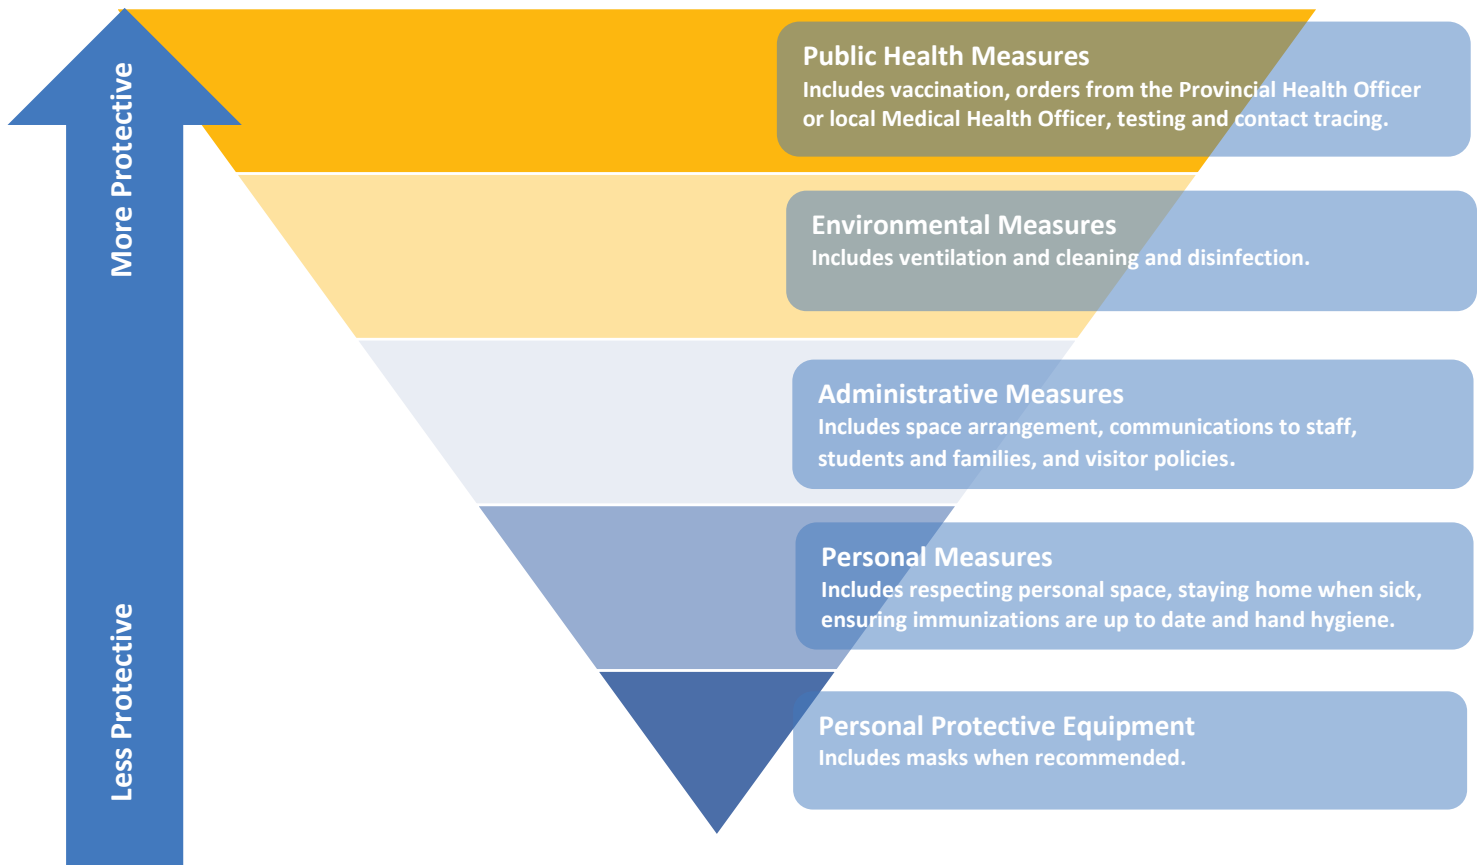 More Protective
Less Protective
Public Health Measures
Includes vaccination, orders from the Provincial Health Officer
or local Medical Health Officer, testing and contact tracing.
Environmental Measures
Includes ventilation and cleaning and disinfection.
Administrative Measures
Includes space arrangement, communications to staff,
students and families, and visitor policies.
Personal Measures
Includes respecting personal space, staying home when sick,
ensuring immunizations are up to date and hand hygiene.
Personal Protective Equipment
Includes masks when recommended.